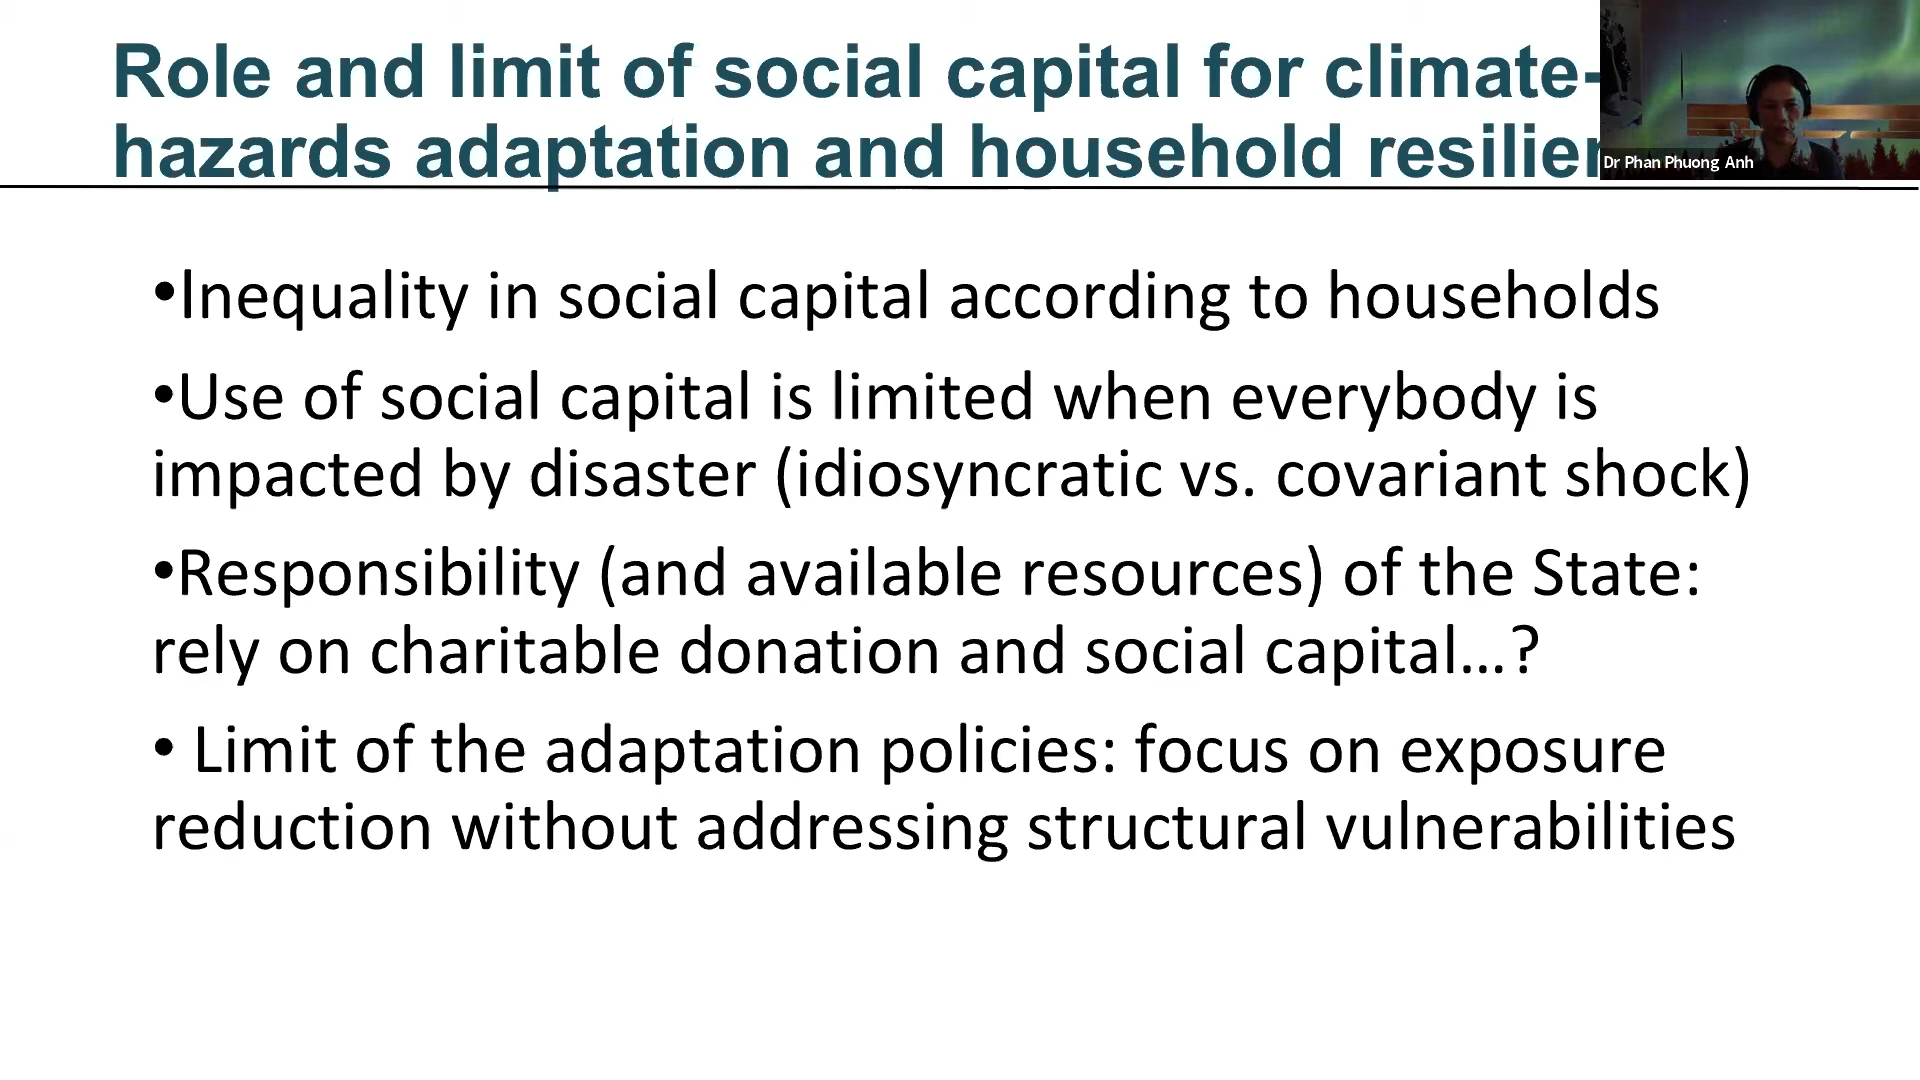 Role and limit of social capital for climate-
hazards adaptation and household
Dr Phan Phuong Anh
•Inequality in social capital according to households
•Use of social capital is limited when everybody is
impacted by disaster (idiosyncratic vs. covariant shock)
•Responsibility (and available resources) of the State:
rely on charitable donation and social capital...?
• Limit of the adaptation policies: focus on exposure
reduction without addressing structural vulnerabilities